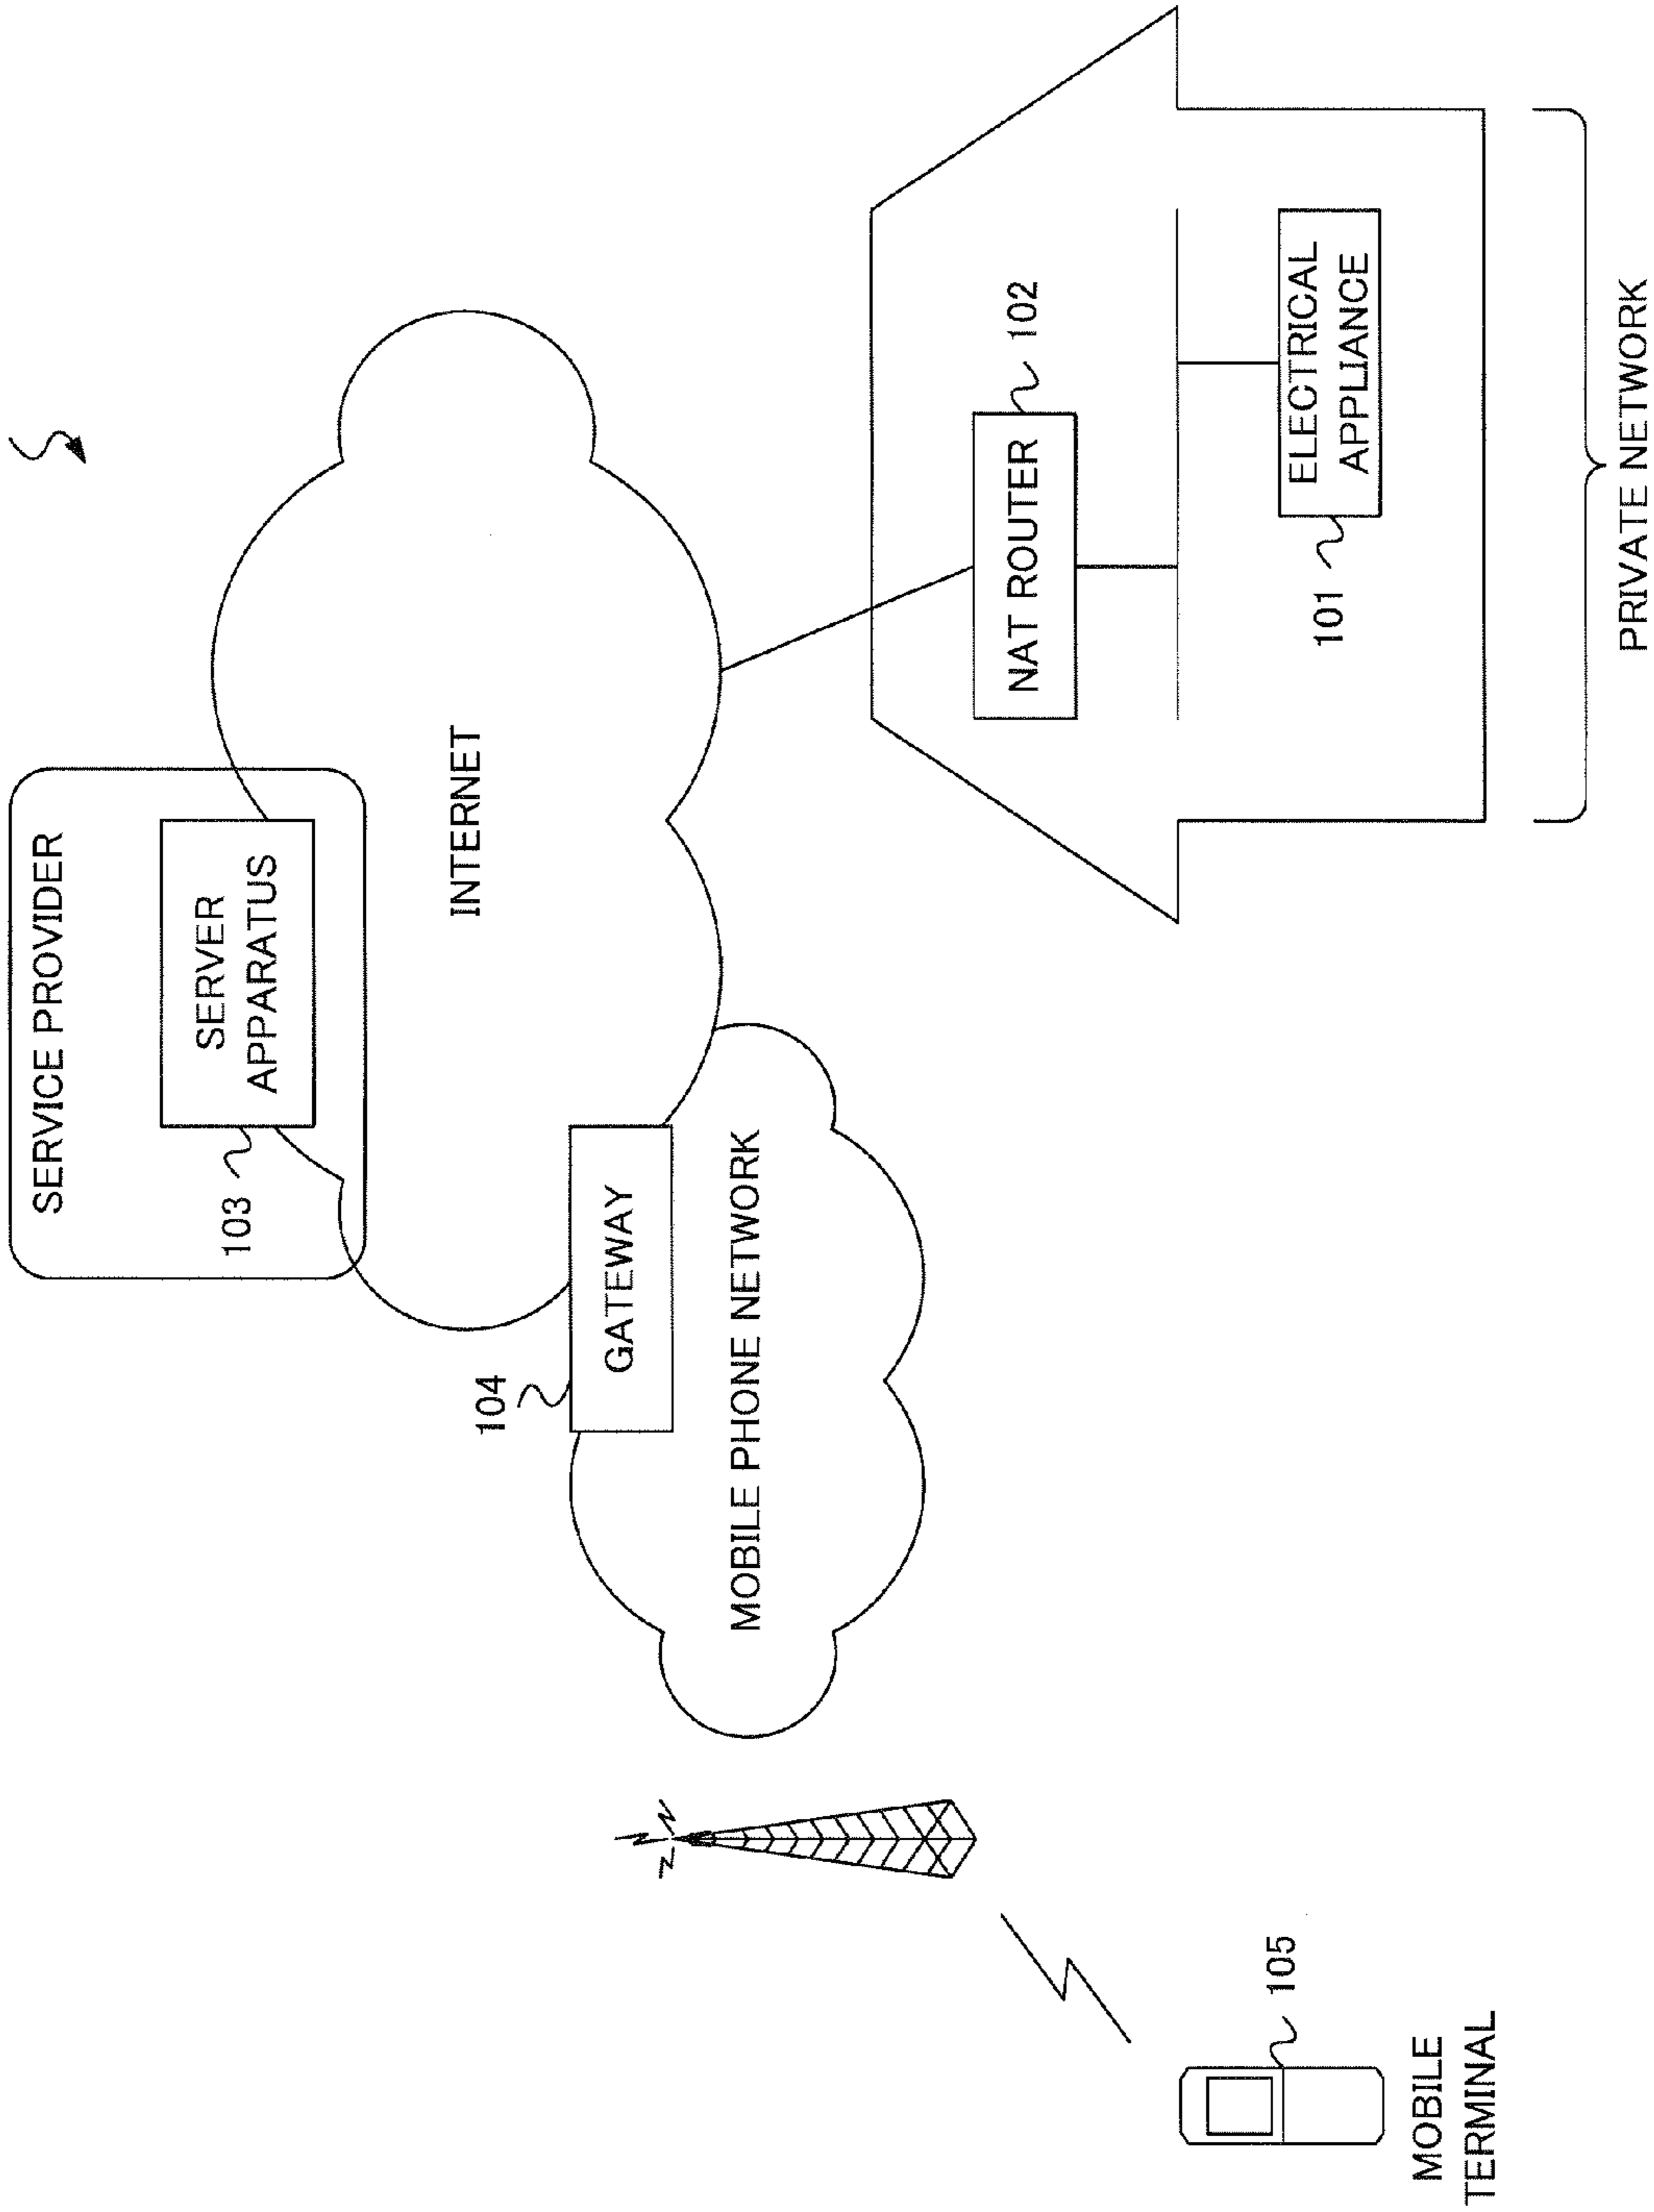 SERVICE PROVIDER
SERVER
APPARATUS
103
INTERNET
104
GATEWAY
MOBILE PHONE NETWORK
NAT ROUTER
102
ELECTRICAL
APPLIANCE
101
PRIVATE NETWORK
105
MOBILE
TERMINAL